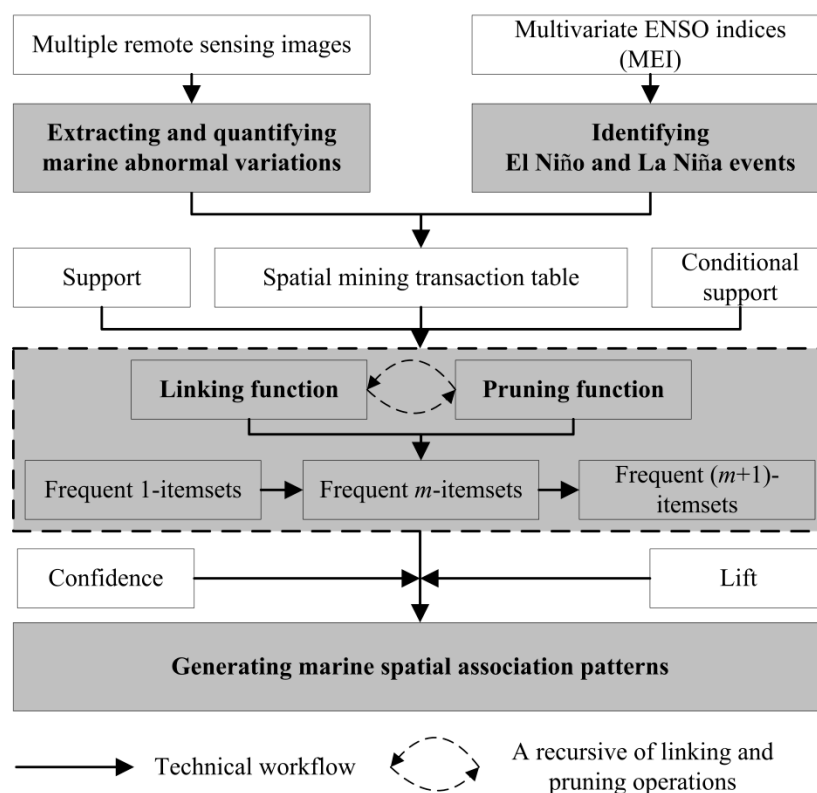 Multiple remote sensing images
Multivariate ENSO indices
(MEI)
Extracting and quantifying
marine abnormal variations
Identifying
El Niño and La Niña events
Support
Spatial mining transaction table
Conditional
support
Linking function
Pruning function
Frequent 1-itemsets
Frequent m-itemsets
Frequent (m+1)-
itemsets
Confidence
Lift
Generating marine spatial association patterns
Technical workflow
A recursive of linking and
pruning operations